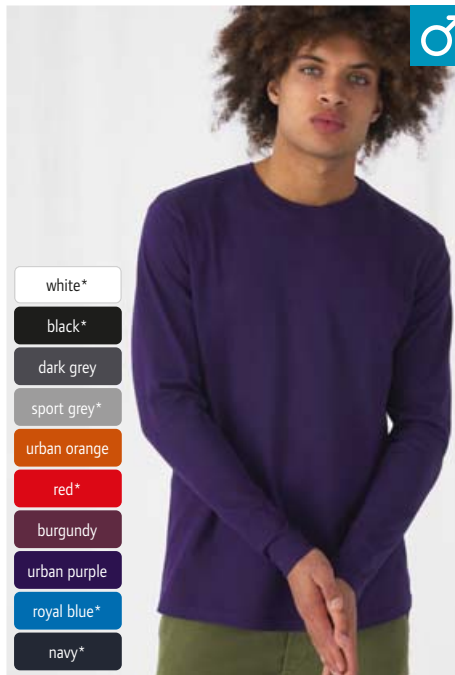 white*
black*
dark grey
sport grey*
urban orange
red*
burgundy
urban purple
royal blue*
navy*